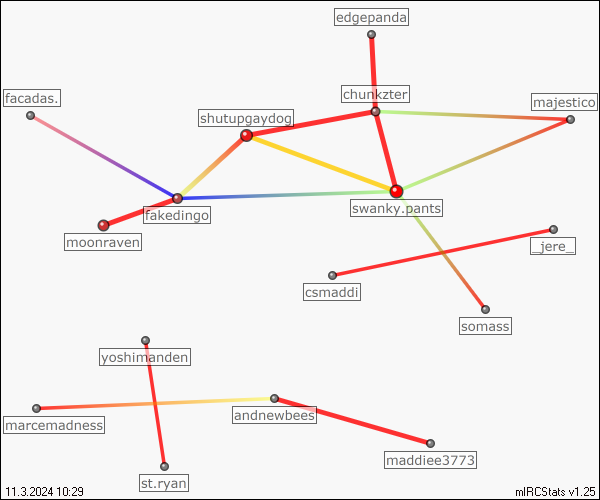 edgepanda
facadas.
chunkzter
majestico
shutupgaydog
fakedingo
swanky.pants
moonraven
_jere_
csmaddi
somass
yoshimanden
marcemadness
andnewbees
maddiee3773
st.ryan
11.3.2024 10:29
mIRCStats v1.25